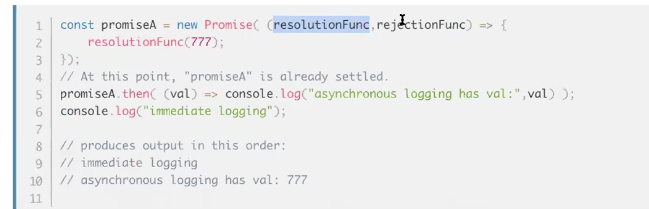 1 const promiseA = new Promise( (resolutionFunc,rejectionFunc) => {
2     resolutionFunc(777);
3 });
4 // At this point, "promiseA" is already settled.
5 promiseA.then( (val) => console.log("asynchronous logging has val:",val) );
6 console.log("immediate logging");
7
8 // produces output in this order:
9 // immediate logging
10 // asynchronous logging has val: 777
11